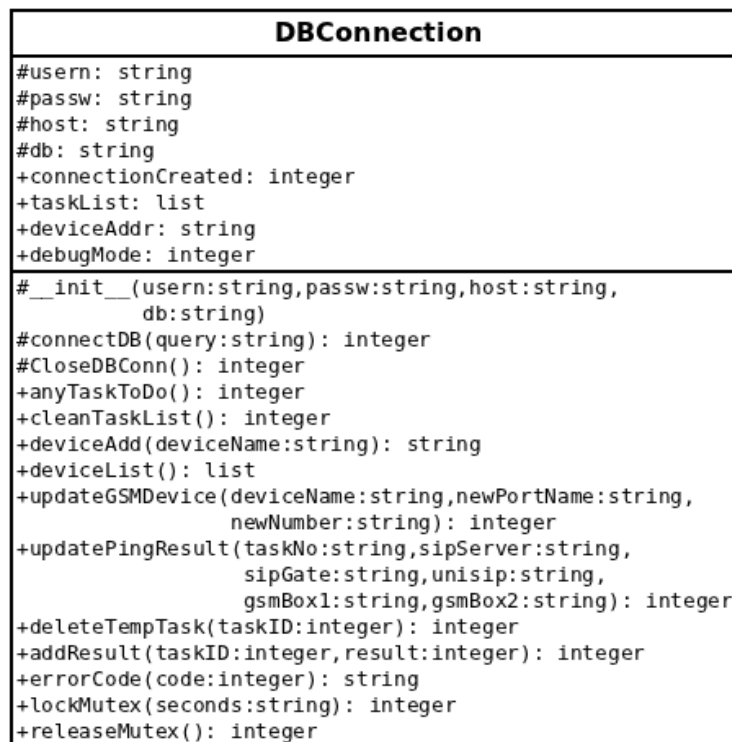 DBConnection
#usern: string
#passw: string
#host: string
#db: string
+connectionCreated: integer
+taskList: list
+deviceAddr: string
+debugMode: integer
#__init__(usern:string,passw:string,host:string,
db:string)
#connectDB(query:string): integer
#CloseDBConn(): integer
+anyTaskToDo(): integer
+cleanTaskList(): integer
+deviceAdd(deviceName:string): string
+deviceList(): list
+updateGSMDevice(deviceName:string,newPortName:string,
newNumber:string): integer
+updatePingResult(taskNo:string,sipServer:string,
sipGate:string,unisip:string,
gsmBox1:string,gsmBox2:string): integer
+deleteTempTask(taskID:integer): integer
+addResult(taskID:integer,result:integer): integer
+errorCode(code:integer): string
+lockMutex(seconds:string): integer
+releaseMutex(): integer